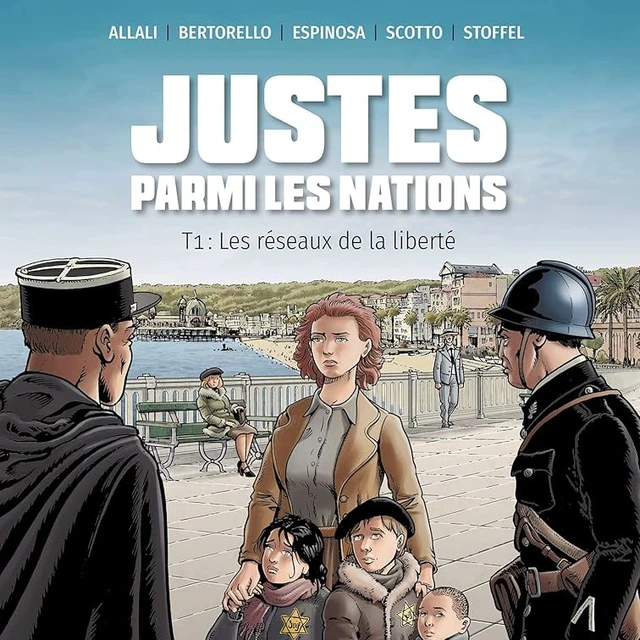 ALLALI | BERTORELLO | ESPINOSA | SCOTTO | STOFFEL
JUSTES
PARMI LES NATIONS
T1 : Les réseaux de la liberté